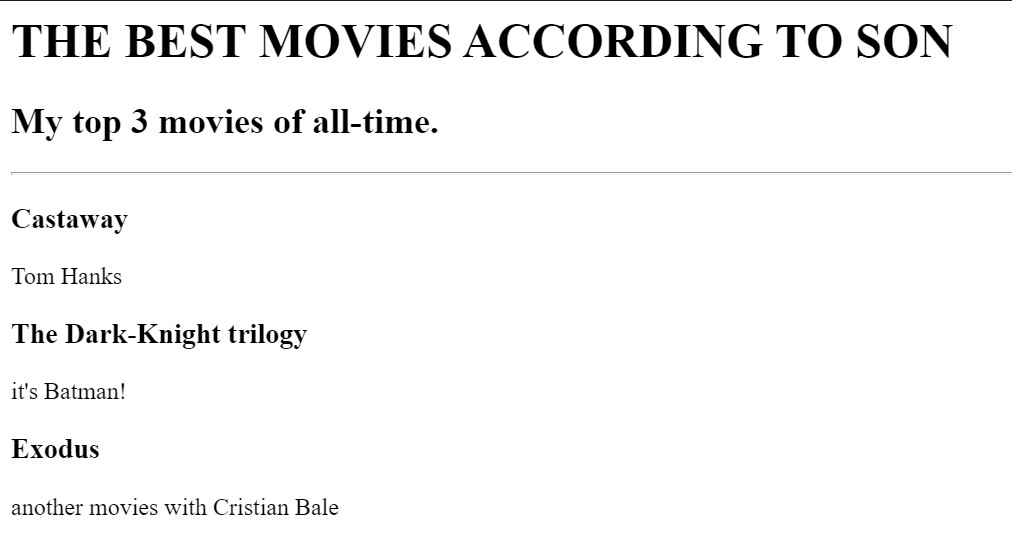 THE BEST MOVIES ACCORDING TO SON
My top 3 movies of all-time.
Castaway
Tom Hanks
The Dark-Knight trilogy
it's Batman!
Exodus
another movies with Cristian Bale